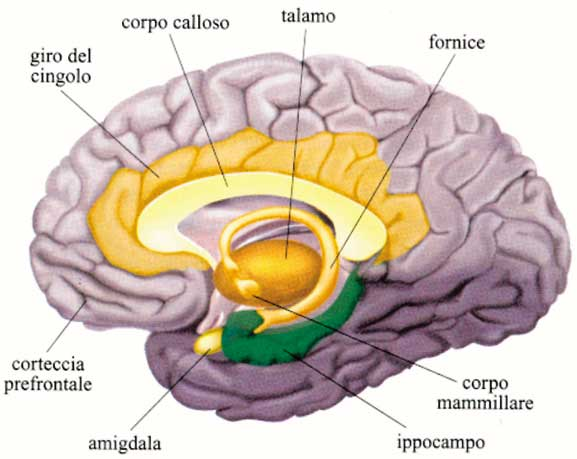 corpo calloso
talamo
fornice
giro del
cingolo
corteccia
prefrontale
corpo
mammillare
amigdala
ippocampo